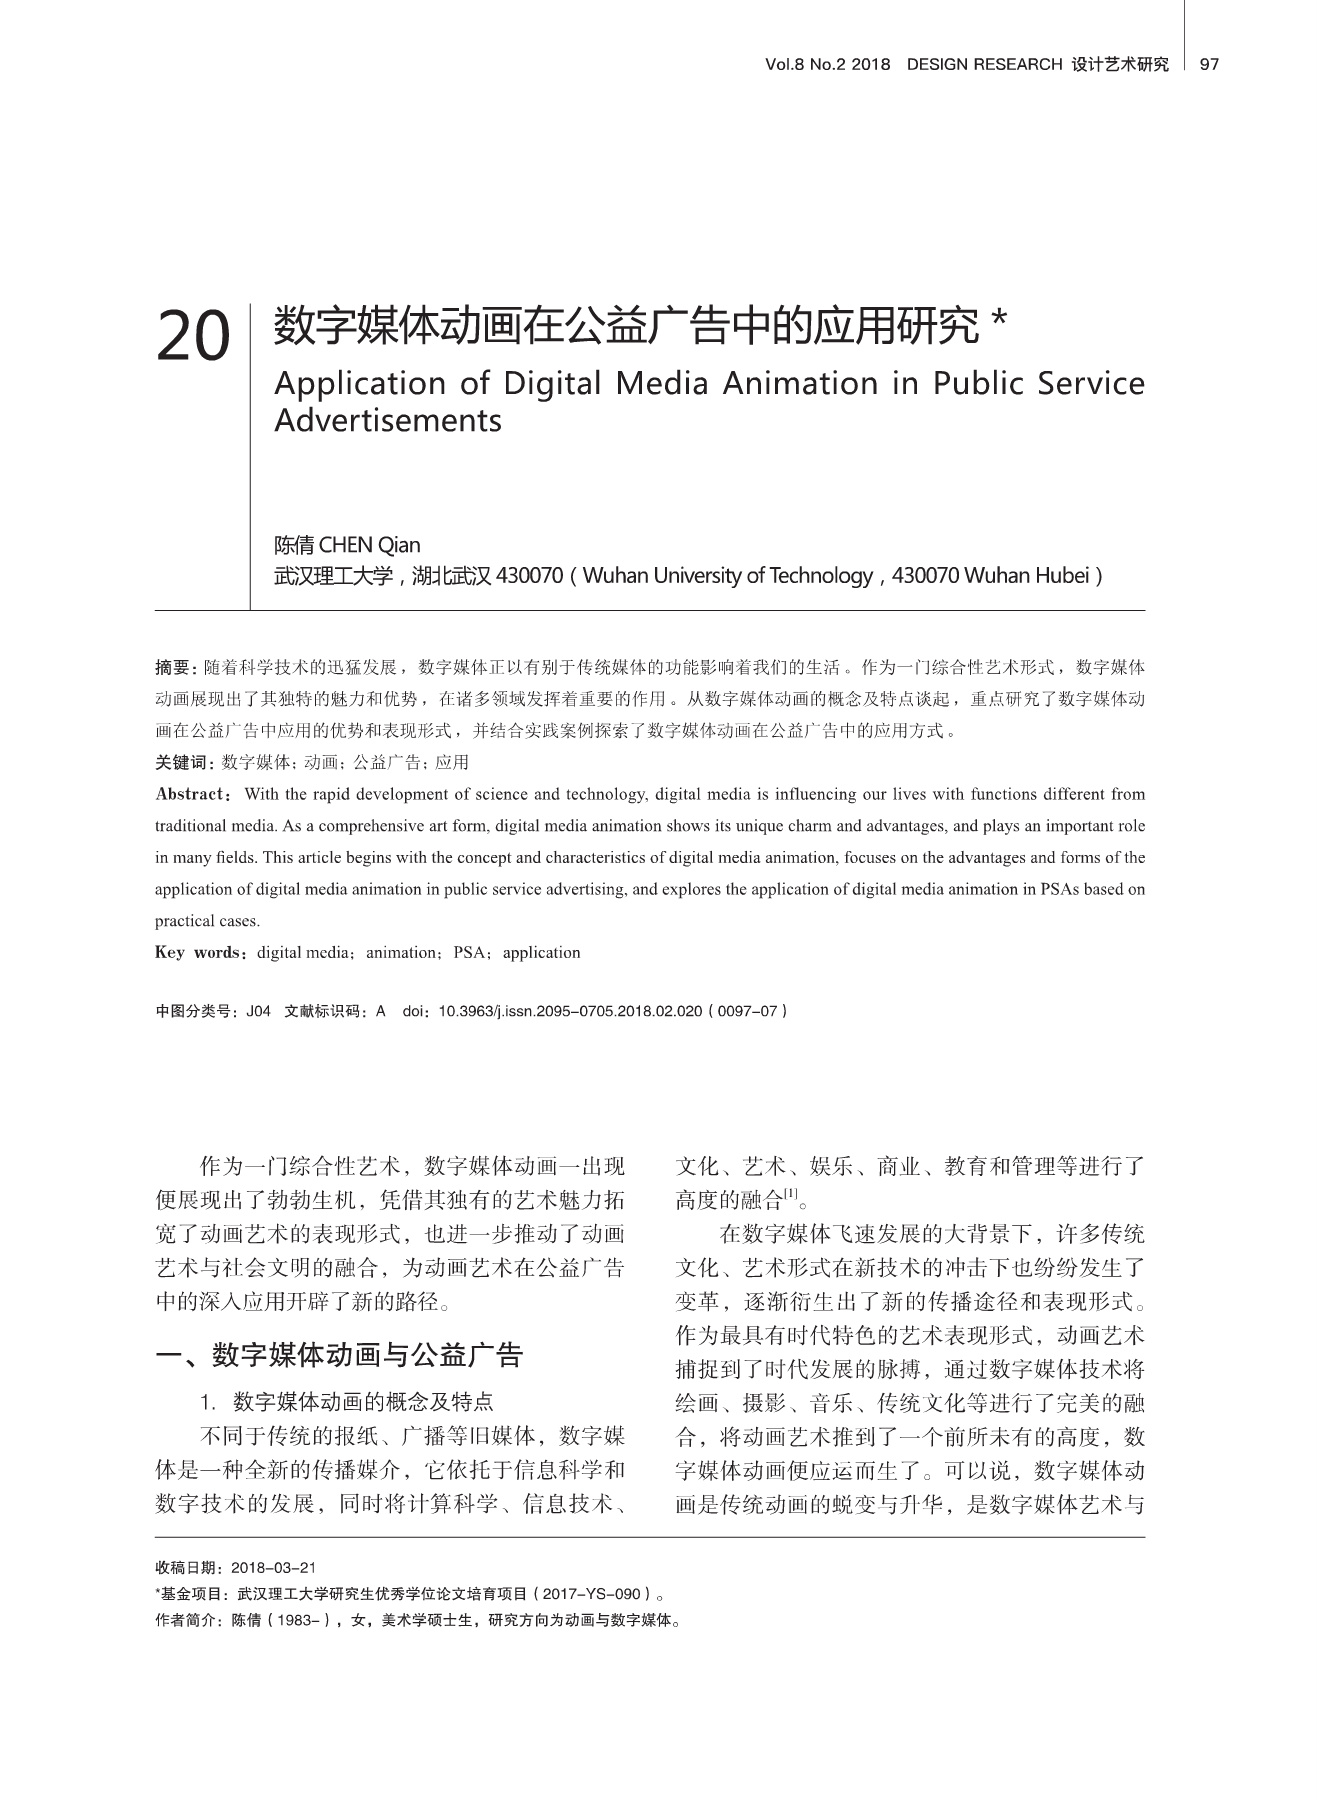 Vol.8 No.2 2018 DESIGN RESEARCH 设计艺术研究 97
20
数字媒体动画在公益广告中的应用研究 *
Application of Digital Media Animation in Public Service
Advertisements
陈倩 CHEN Qian
武汉理工大学，湖北武汉 430070（Wuhan University of Technology，430070 Wuhan Hubei）
摘要：随着科学技术的迅猛发展，数字媒体正以有别于传统媒体的功能影响着我们的生活。作为一门综合性艺术形式，数字媒体
动画展现出了其独特的魅力和优势，在诸多领域发挥着重要的作用。从数字媒体动画的概念及特点谈起，重点研究了数字媒体动
画在公益广告中应用的优势和表现形式，并结合实践案例探索了数字媒体动画在公益广告中的应用方式。
关键词：数字媒体；动画；公益广告；应用
Abstract： With the rapid development of science and technology, digital media is influencing our lives with functions different from
traditional media. As a comprehensive art form, digital media animation shows its unique charm and advantages, and plays an important role
in many fields. This article begins with the concept and characteristics of digital media animation, focuses on the advantages and forms of the
application of digital media animation in public service advertising, and explores the application of digital media animation in PSAs based on
practical cases.
Key words：digital media；animation；PSA；application
中图分类号：J04 文献标识码：A doi：10.3963/j.issn.2095-0705.2018.02.020（0097-07）
作为一门综合性艺术，数字媒体动画一出现
便展现出了勃勃生机，凭借其独有的艺术魅力拓
宽了动画艺术的表现形式，也进一步推动了动画
艺术与社会文明的融合，为动画艺术在公益广告
中的深入应用开辟了新的路径。
一、数字媒体动画与公益广告
1. 数字媒体动画的概念及特点
不同于传统的报纸、广播等旧媒体，数字媒
体是一种全新的传播媒介，它依托于信息科学和
数字技术的发展，同时将计算科学、信息技术、
文化、艺术、娱乐、商业、教育和管理等进行了
高度的融合[1]。
在数字媒体飞速发展的大背景下，许多传统
文化、艺术形式在新技术的冲击下也纷纷发生了
变革，逐渐衍生出了新的传播途径和表现形式。
作为最具有时代特色的艺术表现形式，动画艺术
捕捉到了时代发展的脉搏，通过数字媒体技术将
绘画、摄影、音乐、传统文化等进行了完美的融
合，将动画艺术推到了一个前所未有的高度，数
字媒体动画便应运而生了。可以说，数字媒体动
画是传统动画的蜕变与升华，是数字媒体艺术与
收稿日期：2018-03-21
*基金项目：武汉理工大学研究生优秀学位论文培育项目（2017-YS-090）。
作者简介：陈倩（1983-），女，美术学硕士生，研究方向为动画与数字媒体。